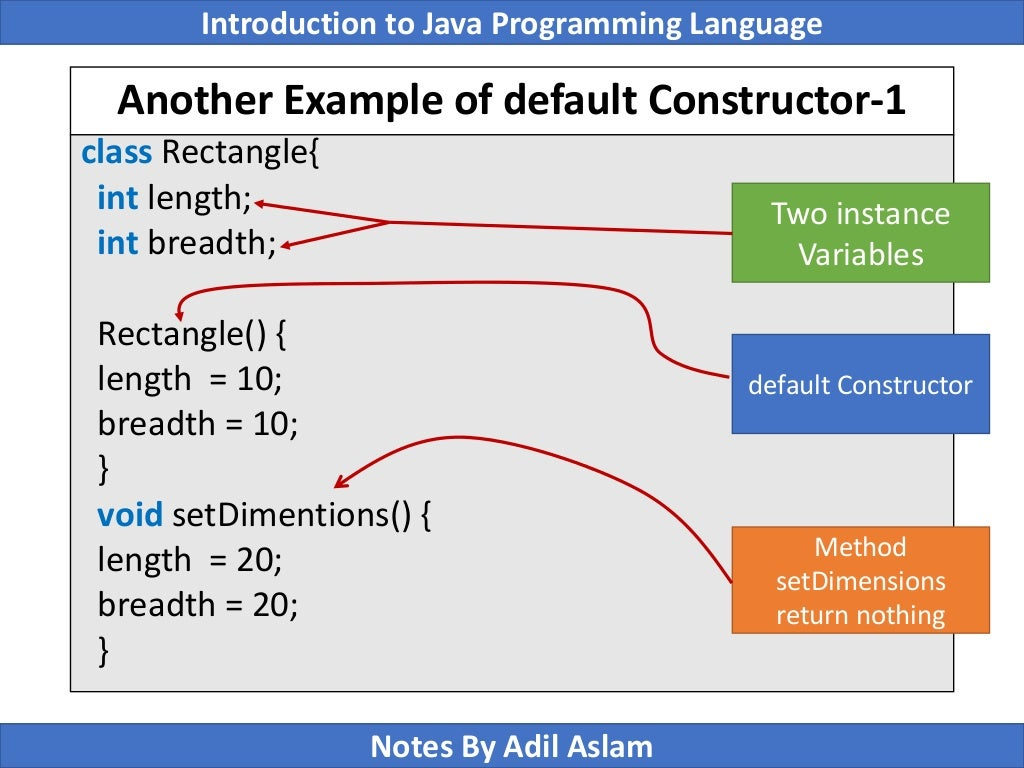 Introduction to Java Programming Language
Another Example of default Constructor-1
class Rectangle{
int length;
int breadth;
Two instance
Variables
Rectangle() {
length = 10;
breadth = 10;
}
default Constructor
void setDimentions() {
length = 20;
breadth = 20;
}
Method
setDimensions
return nothing
Notes By Adil Aslam